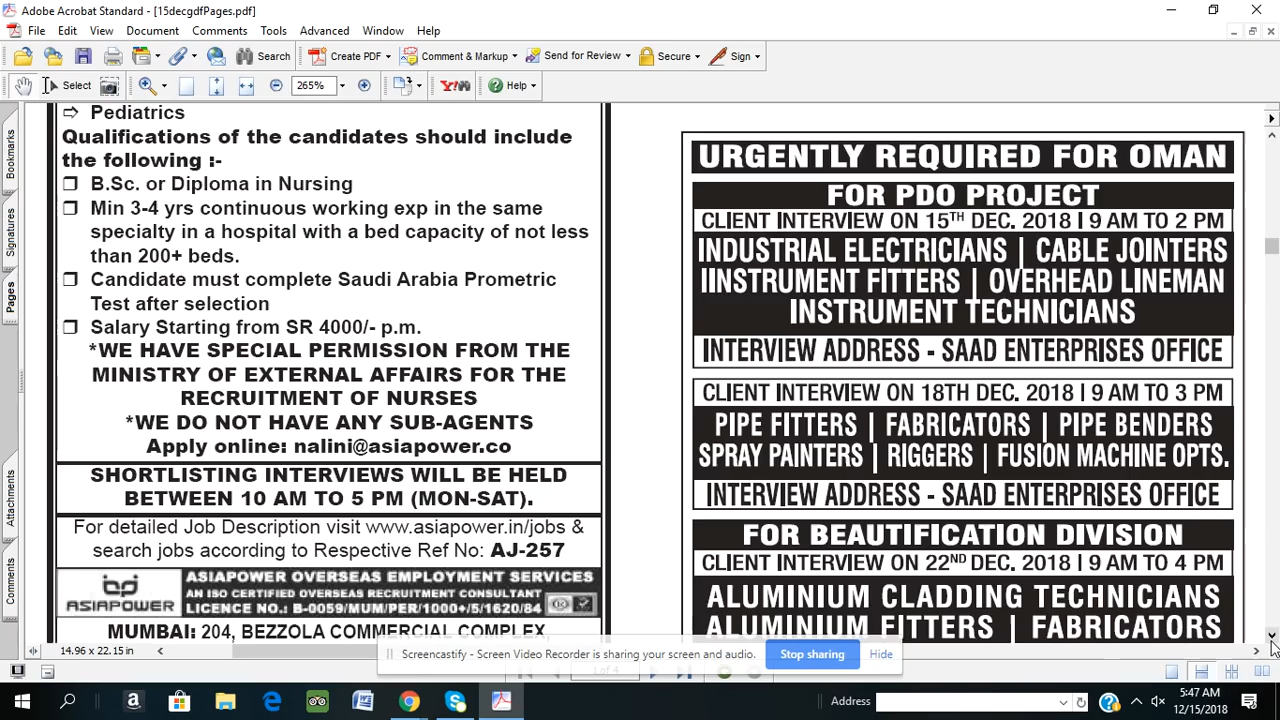 Adobe Acrobat Standard - [15decgdfPages.pdf]
File Edit View Document Comments Tools Advanced Window Help
Search Create PDF Comment & Markup Send for Review Secure Sign
Select 265% Y! Help
Bookmarks
Signatures
Pages
Attachments
Comments
Pediatrics
Qualifications of the candidates should include
the following :-
B.Sc. or Diploma in Nursing
Min 3-4 yrs continuous working exp in the same
specialty in a hospital with a bed capacity of not less
than 200+ beds.
Candidate must complete Saudi Arabia Prometric
Test after selection
Salary Starting from SR 4000/- p.m.
*WE HAVE SPECIAL PERMISSION FROM THE
MINISTRY OF EXTERNAL AFFAIRS FOR THE
RECRUITMENT OF NURSES
*WE DO NOT HAVE ANY SUB-AGENTS
Apply online: nalini@asiapower.co
SHORTLISTING INTERVIEWS WILL BE HELD
BETWEEN 10 AM TO 5 PM (MON-SAT).
For detailed Job Description visit www.asiapower.in/jobs &
search jobs according to Respective Ref No: AJ-257
ASIAPOWER
ASIAPOWER OVERSEAS EMPLOYMENT SERVICES
AN ISO CERTIFIED OVERSEAS RECRUITMENT CONSULTANT
LICENCE NO.: B-0059/MUM/PER/1000+/5/1620/84
MUMBAI: 204, BEZZOLA COMMERCIAL COMPLEX,
URGENTLY REQUIRED FOR OMAN
FOR PDO PROJECT
CLIENT INTERVIEW ON 15TH DEC. 2018 | 9 AM TO 2 PM
INDUSTRIAL ELECTRICIANS | CABLE JOINTERS
IINSTRUMENT FITTERS | OVERHEAD LINEMAN
INSTRUMENT TECHNICIANS
INTERVIEW ADDRESS - SAAD ENTERPRISES OFFICE
CLIENT INTERVIEW ON 18TH DEC. 2018 | 9 AM TO 3 PM
PIPE FITTERS | FABRICATORS | PIPE BENDERS
SPRAY PAINTERS | RIGGERS | FUSION MACHINE OPTS.
INTERVIEW ADDRESS - SAAD ENTERPRISES OFFICE
FOR BEAUTIFICATION DIVISION
CLIENT INTERVIEW ON 22ND DEC. 2018 | 9 AM TO 4 PM
ALUMINIUM CLADDING TECHNICIANS
ALUMINIUM FITTERS | FABRICATORS
14.96 x 22.15 in
Screencastify - Screen Video Recorder is sharing your screen and audio. Stop sharing Hide
1 of 4
Address
5:47 AM
12/15/2018